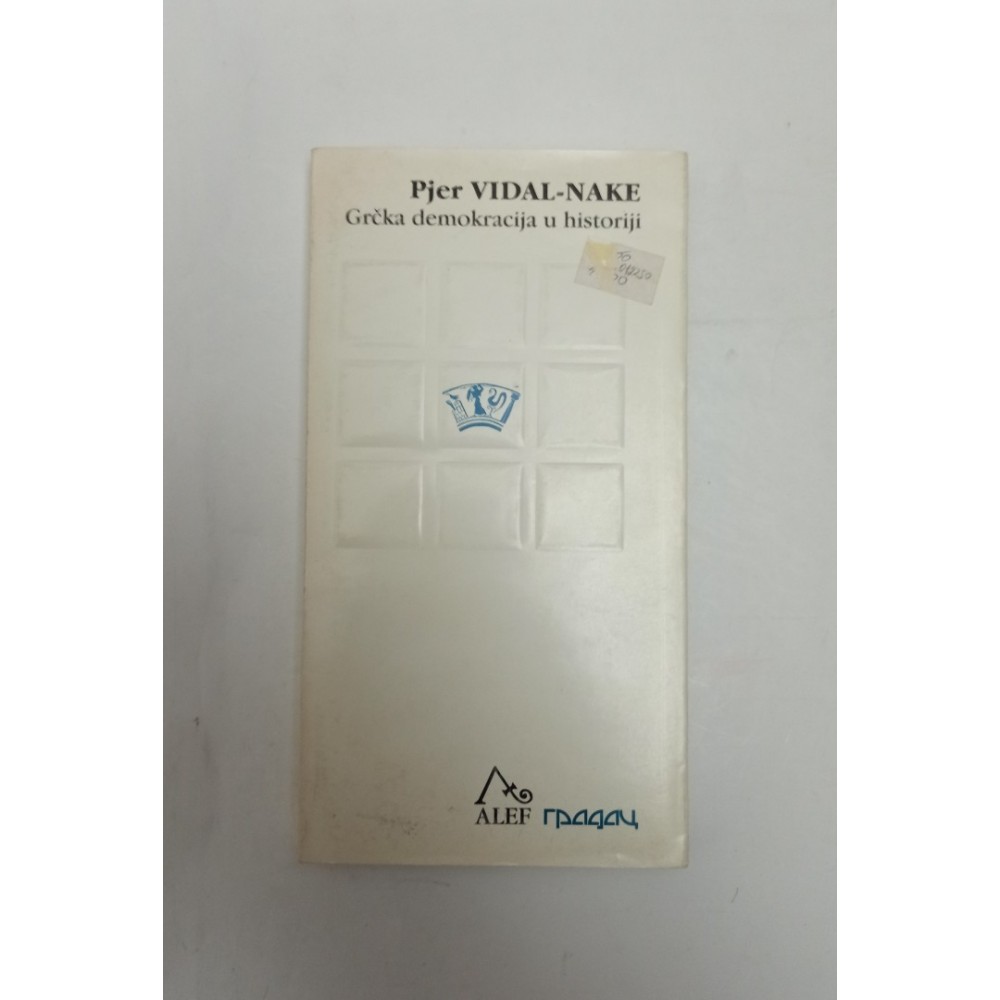 Pjer VIDAL-NAKE
Grčka demokracija u historiji
ALEF градац